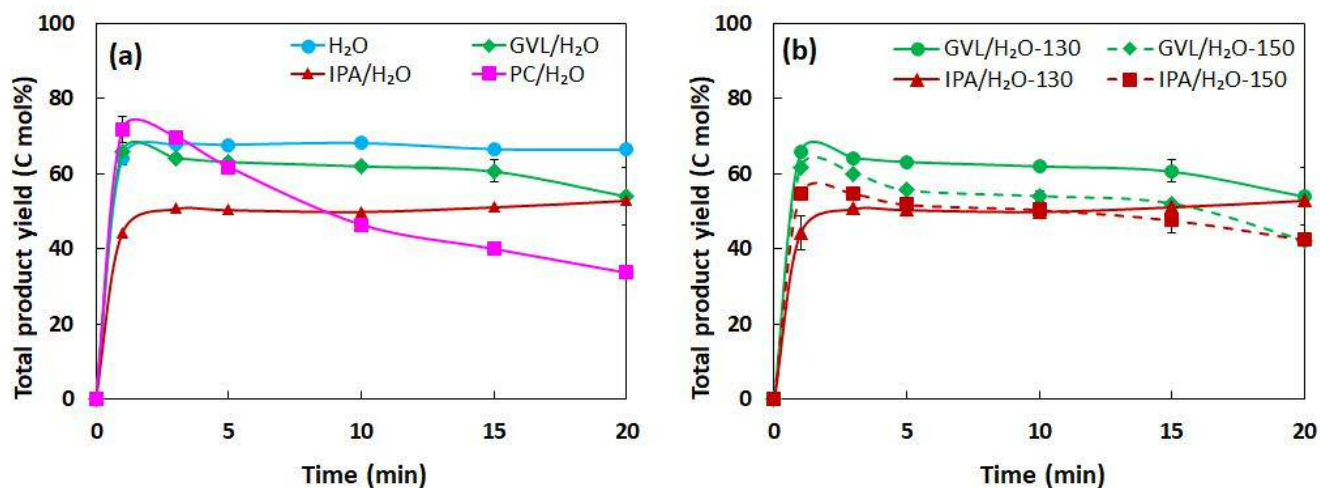 (a)
H₂O
GVL/H₂O
IPA/H₂O
PC/H₂O
Total product yield (C mol%)
100
80
60
40
20
0
0 5 10 15 20
Time (min)
(b)
GVL/H₂O-130
GVL/H₂O-150
IPA/H₂O-130
IPA/H₂O-150
Total product yield (C mol%)
100
80
60
40
20
0
0 5 10 15 20
Time (min)